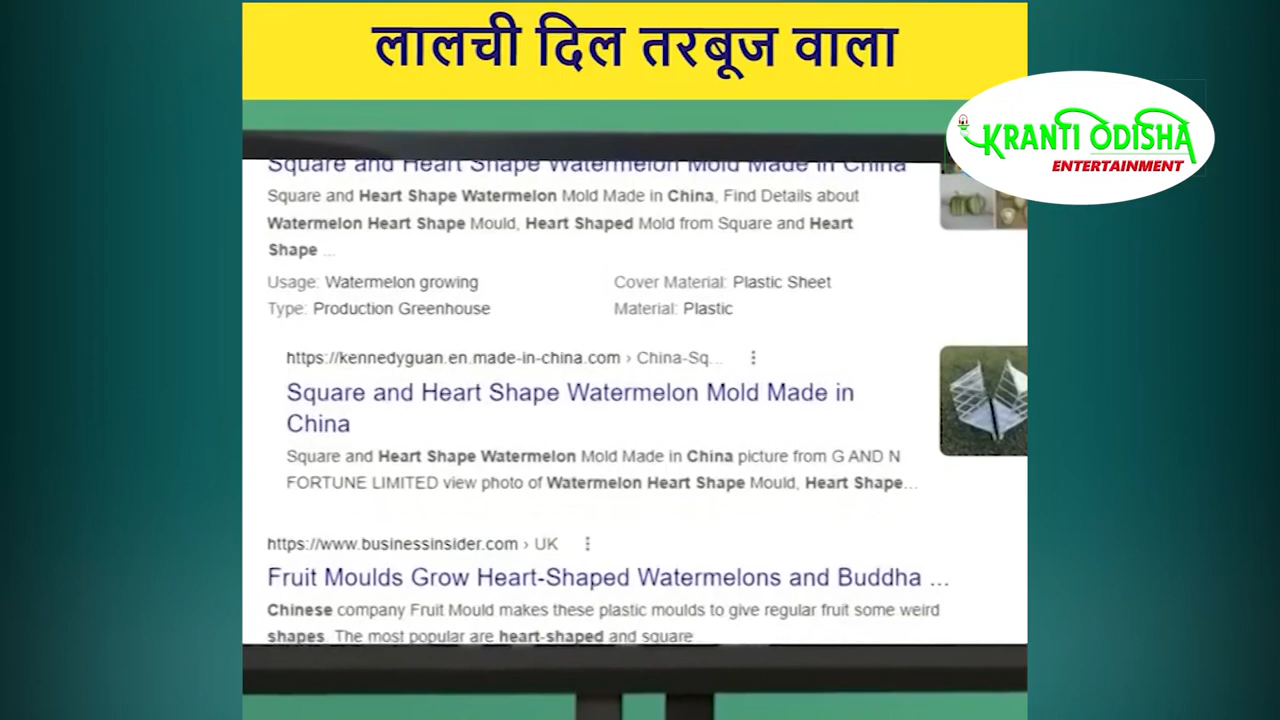 लालची दिल तरबूज वाला
KRANTI ODISHA
ENTERTAINMENT
Square and Heart Shape Watermelon Mold Made in China
Square and Heart Shape Watermelon Mold Made in China, Find Details about
Watermelon Heart Shape Mould, Heart Shaped Mold from Square and Heart
Shape ...
Usage: Watermelon growing Cover Material: Plastic Sheet
Type: Production Greenhouse Material: Plastic
https://kennedyguan.en.made-in-china.com › China-Sq...
Square and Heart Shape Watermelon Mold Made in
China
Square and Heart Shape Watermelon Mold Made in China picture from G AND N
FORTUNE LIMITED view photo of Watermelon Heart Shape Mould, Heart Shape...
https://www.businessinsider.com › UK
Fruit Moulds Grow Heart-Shaped Watermelons and Buddha ...
Chinese company Fruit Mould makes these plastic moulds to give regular fruit some weird
shapes. The most popular are heart-shaped and square